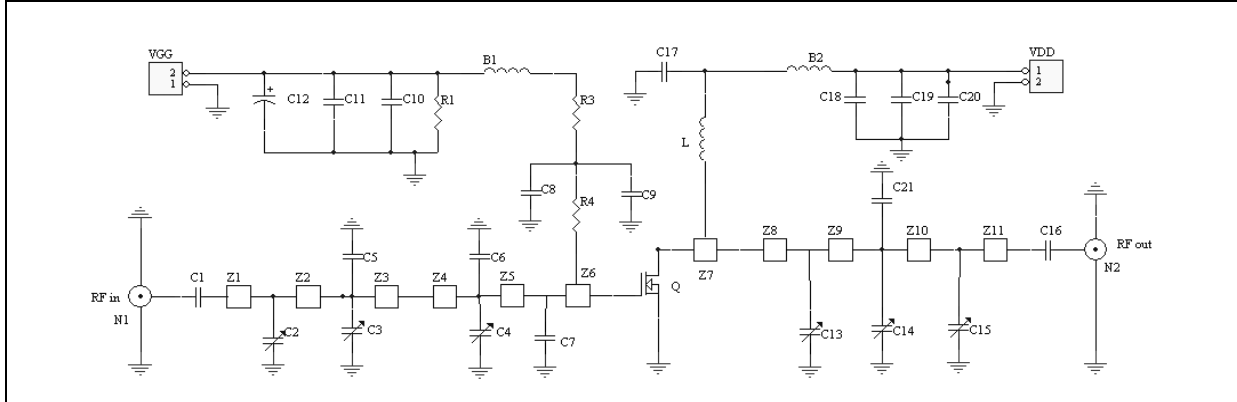 VGG
2
1
C12
+
C11
C10
R1
B1
R3
C8
C9
R4
C17
B2
VDD
1
2
C18
C19
C20
L
C21
RF in
N1
C1
Z1
Z2
C5
Z3
Z4
C6
Z5
Z6
C2
C3
C4
C7
Q
Z7
Z8
Z9
Z10
Z11
C16
RF out
N2
C13
C14
C15